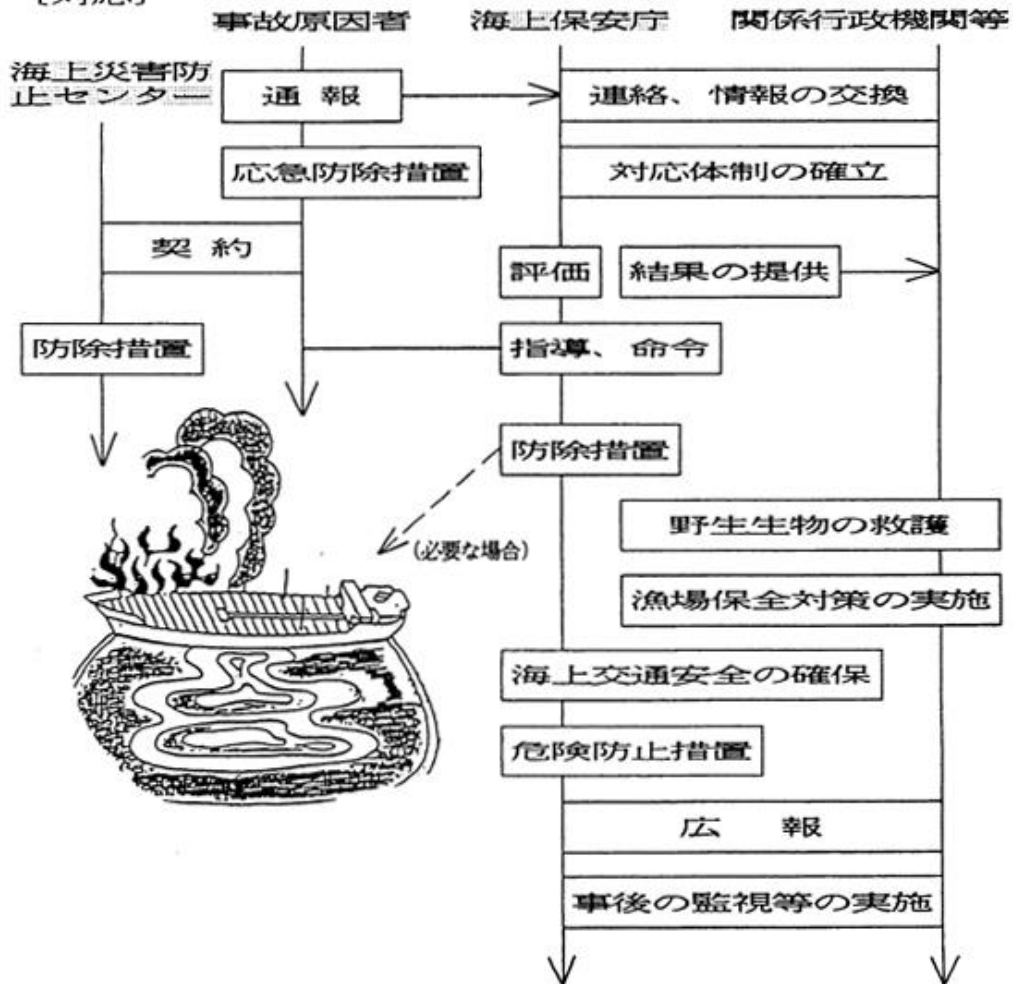 事故原因者
海上保安庁
関係行政機関等
海上災害防
止センター
通報
連絡、情報の交換
応急防除措置
対応体制の確立
契約
評価
結果の提供
防除措置
指導、命令
防除措置
(必要な場合)
野生生物の救護
漁場保全対策の実施
海上交通安全の確保
危険防止措置
広報
事後の監視等の実施